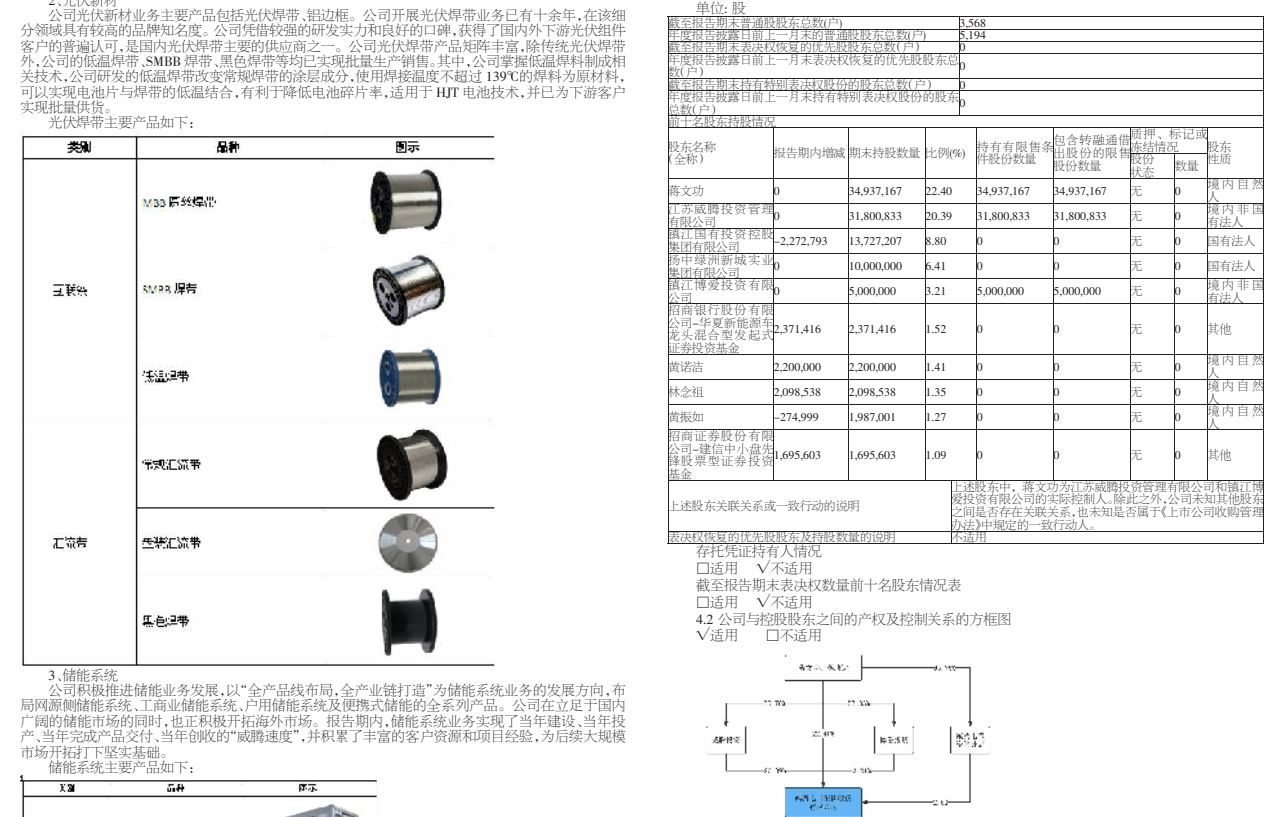 2、光伏新材
公司光伏新材业务主要产品包括光伏焊带、铝边框。公司开展光伏焊带业务已有十余年,在该细
分领域具有较高的品牌知名度。公司凭借较强的研发实力和良好的口碑,获得了国内外下游光伏组件
客户的普遍认可,是国内光伏焊带主要的供应商之一。公司光伏焊带产品矩阵丰富,除传统光伏焊带
外,公司的低温焊带、SMBB 焊带、黑色焊带等均已实现批量生产销售。其中,公司掌握低温焊料制成相
关技术,公司研发的低温焊带改变常规焊带的涂层成分,使用焊接温度不超过 139℃的焊料为原材料,
可以实现电池片与焊带的低温结合,有利于降低电池碎片率,适用于 HJT 电池技术,并已为下游客户
实现批量供货。
光伏焊带主要产品如下:
类别 品种 图示
互联带
MBB 圆丝焊带
SMBB 焊带
低温焊带
汇流带
常规汇流带
叠瓦汇流带
黑色焊带
3、储能系统
公司积极推进储能业务发展,以“全产品线布局,全产业链打造”为储能系统业务的发展方向,布
局网源侧储能系统、工商业储能系统、户用储能系统及便携式储能的全系列产品。公司在立足于国内
广阔的储能市场的同时,也正积极开拓海外市场。报告期内,储能系统业务实现了当年建设、当年投
产、当年完成产品交付、当年创收的“威腾速度”,并积累了丰富的客户资源和项目经验,为后续大规模
市场开拓打下坚实基础。
储能系统主要产品如下:
类别 品种 图示
单位: 股
截至报告期末普通股股东总数(户) 3,568
年度报告披露日前上一月末的普通股股东总数(户) 5,194
截至报告期末表决权恢复的优先股股东总数(户) 0
年度报告披露日前上一月末表决权恢复的优先股股东总
数(户) 0
截至报告期末持有特别表决权股份的股东总数(户) 0
年度报告披露日前上一月末持有特别表决权股份的股东
总数(户) 0
前十名股东持股情况
股东名称
(全称) 报告期内增减 期末持股数量 比例(%) 持有有限售条
件股份数量 包含转融通借
出股份的限售
股份数量 质押、标记或
冻结情况 股东
性质
股份
状态 数量
蒋文功 0 34,937,167 22.40 34,937,167 34,937,167 无 0 境内自然
人
江苏威腾投资管理
有限公司 0 31,800,833 20.39 31,800,833 31,800,833 无 0 境内非国
有法人
镇江国有投资控股
集团有限公司 -2,272,793 13,727,207 8.80 0 0 无 0 国有法人
扬中绿洲新城实业
集团有限公司 0 10,000,000 6.41 0 0 无 0 国有法人
镇江博爱投资有限
公司 0 5,000,000 3.21 5,000,000 5,000,000 无 0 境内非国
有法人
招商银行股份有限
公司-华夏新能源车
龙头混合型发起式
证券投资基金 2,371,416 2,371,416 1.52 0 0 无 0 其他
黄诺洁 2,200,000 2,200,000 1.41 0 0 无 0 境内自然
人
林念祖 2,098,538 2,098,538 1.35 0 0 无 0 境内自然
人
黄振如 -274,999 1,987,001 1.27 0 0 无 0 境内自然
人
招商证券股份有限
公司-建信中小盘先
锋股票型证券投资
基金 1,695,603 1,695,603 1.09 0 0 无 0 其他
上述股东关联关系或一致行动的说明
上述股东中, 蒋文功为江苏威腾投资管理有限公司和镇江博
爱投资有限公司的实际控制人。除此之外,公司未知其他股东
之间是否存在关联关系,也未知是否属于《上市公司收购管理
办法》中规定的一致行动人。
表决权恢复的优先股股东及持股数量的说明 不适用
存托凭证持有人情况
□适用 √不适用
截至报告期末表决权数量前十名股东情况表
□适用 √不适用
4.2 公司与控股股东之间的产权及控制关系的方框图
√适用 □不适用